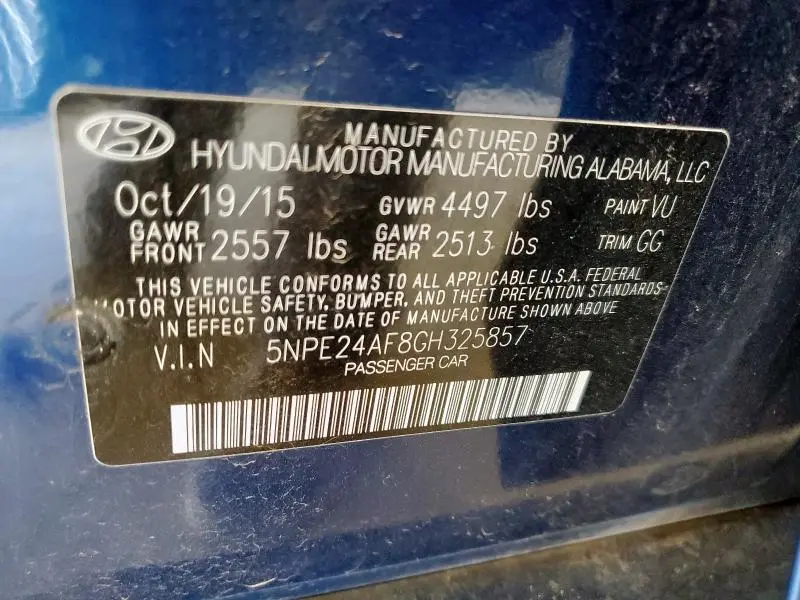 MANUFACTURED BY
HYUNDAI MOTOR MANUFACTURING ALABAMA, LLC
Oct/19/15 GVWR 4497 lbs PAINT VU
GAWR FRONT 2557 lbs GAWR REAR 2513 lbs TRIM GG
THIS VEHICLE CONFORMS TO ALL APPLICABLE U.S.A. FEDERAL
MOTOR VEHICLE SAFETY, BUMPER, AND THEFT PREVENTION STANDARDS
IN EFFECT ON THE DATE OF MANUFACTURE SHOWN ABOVE
V.I.N 5NPE24AF8GH325857
PASSENGER CAR